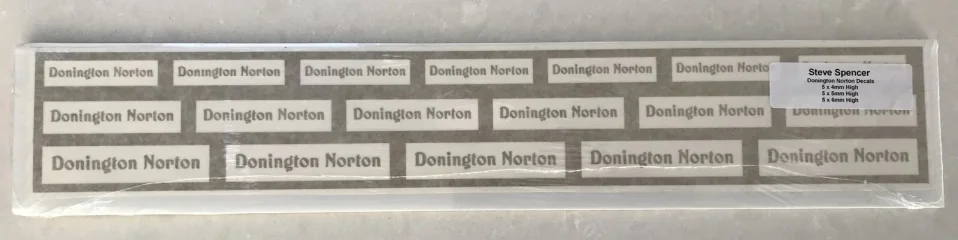 Donington Norton Donington Norton Donington Norton Donington Norton Donington Norton Donington Norton
Steve Spencer
Donington Norton Decals
5 x 4mm High
5 x 5mm High
5 x 6mm High
Donington Norton Donington Norton Donington Norton Donington Norton Donington Norton Donington Norton
Donington Norton Donington Norton Donington Norton Donington Norton Donington Norton